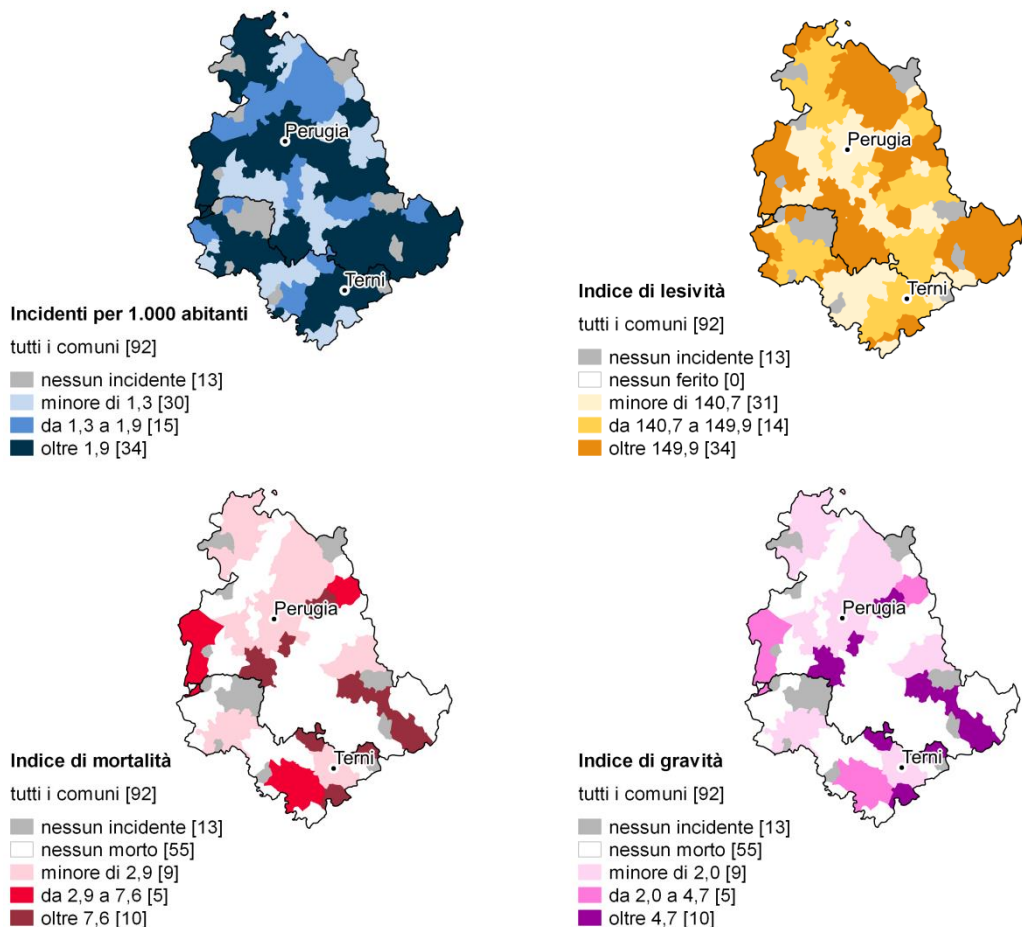 Perugia
Terni
Incidenti per 1.000 abitanti
tutti i comuni [92]
nessun incidente [13]
minore di 1,3 [30]
da 1,3 a 1,9 [15]
oltre 1,9 [34]
Perugia
Terni
Indice di lesività
tutti i comuni [92]
nessun incidente [13]
nessun ferito [0]
minore di 140,7 [31]
da 140,7 a 149,9 [14]
oltre 149,9 [34]
Perugia
Terni
Indice di mortalità
tutti i comuni [92]
nessun incidente [13]
nessun morto [55]
minore di 2,9 [9]
da 2,9 a 7,6 [5]
oltre 7,6 [10]
Perugia
Terni
Indice di gravità
tutti i comuni [92]
nessun incidente [13]
nessun morto [55]
minore di 2,0 [9]
da 2,0 a 4,7 [5]
oltre 4,7 [10]